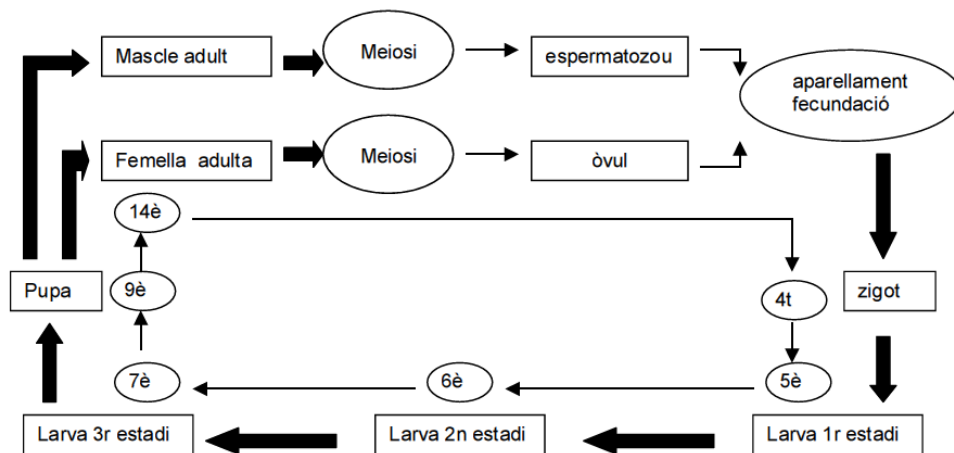 Mascle adult
Meiosi
espermatozou
aparellament
fecundació
Femella adulta
Meiosi
òvul
14è
Pupa
9è
4t
zigot
7è
6è
5è
Larva 3r estadi
Larva 2n estadi
Larva 1r estadi